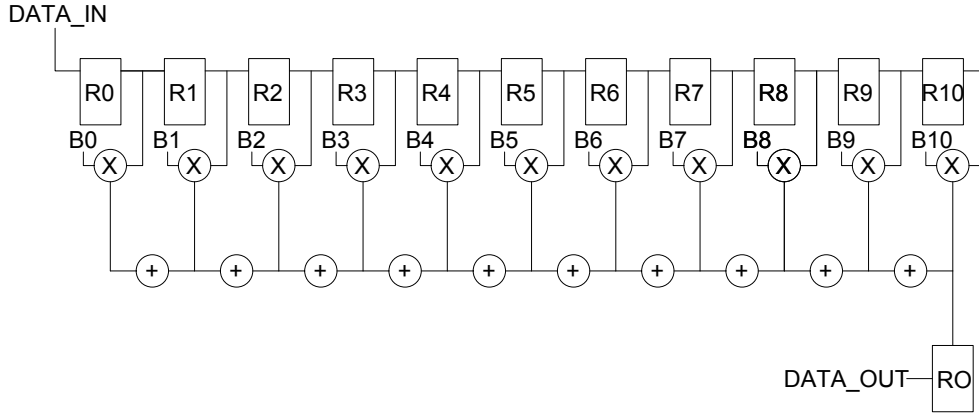 DATA_IN
R0 R1 R2 R3 R4 R5 R6 R7 R8 R9 R10
B0 B1 B2 B3 B4 B5 B6 B7 B8 B9 B10
X X X X X X X X X X X
+ + + + + + + + + +
DATA_OUT RO